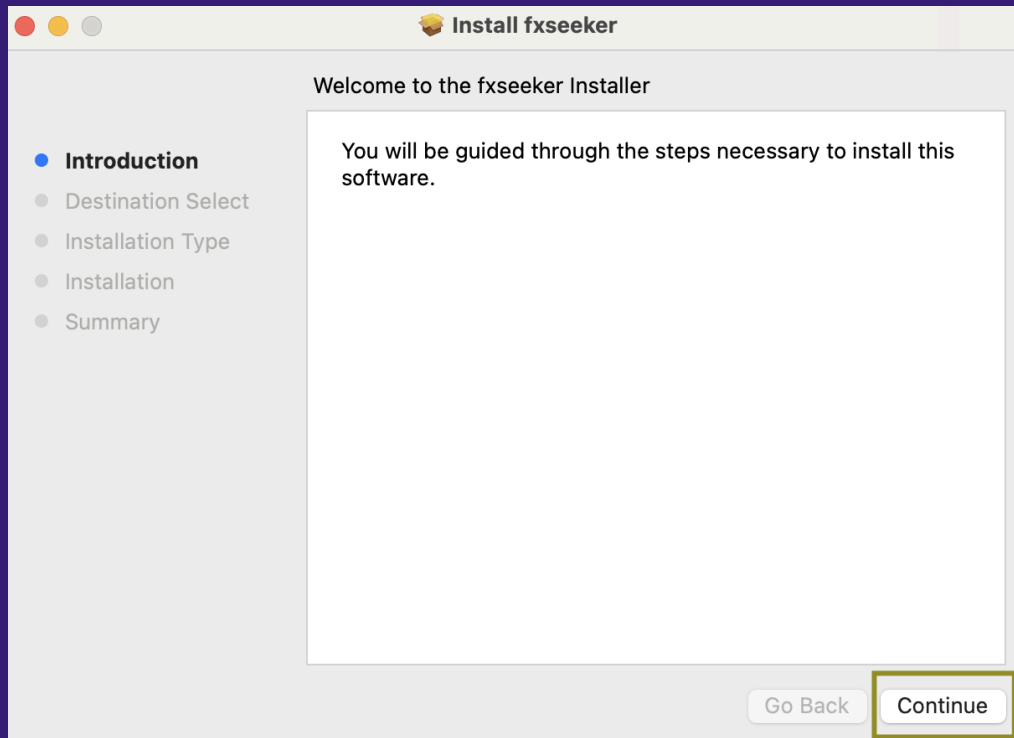 Install fxseeker
Welcome to the fxseeker Installer
Introduction
Destination Select
Installation Type
Installation
Summary
You will be guided through the steps necessary to install this
software.
Go Back
Continue